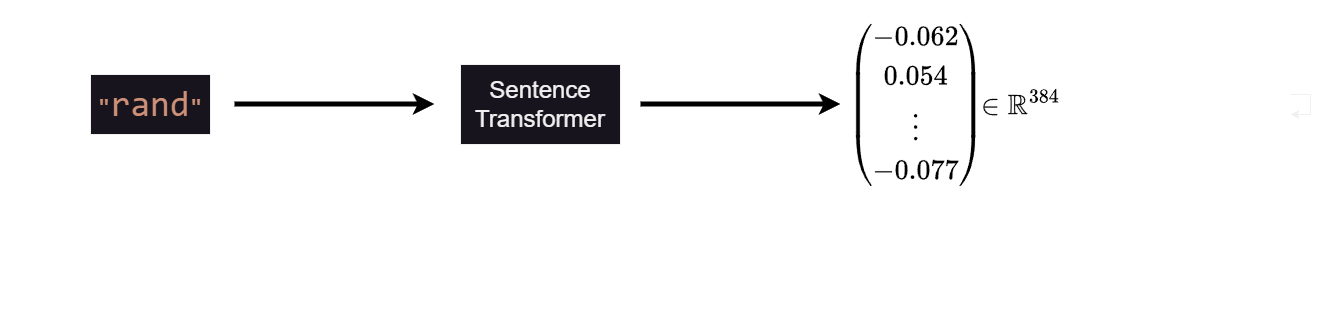 "rand"
Sentence
Transformer
−0.062
0.054
⋮
−0.077
∈ ℝ³⁸⁴